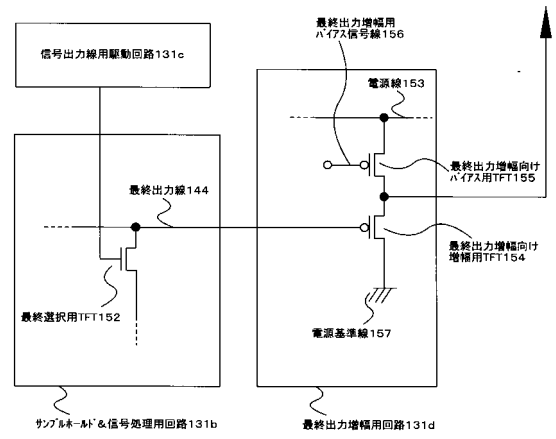 最終出力増幅用
バイアス信号線156
信号出力線用駆動回路131c
電源線153
最終出力増幅向け
バイアス用TFT155
最終出力線144
最終出力増幅向け
増幅用TFT154
最終選択用TFT152
電源基準線157
サンプルホールド&信号処理用回路131b
最終出力増幅用回路131d